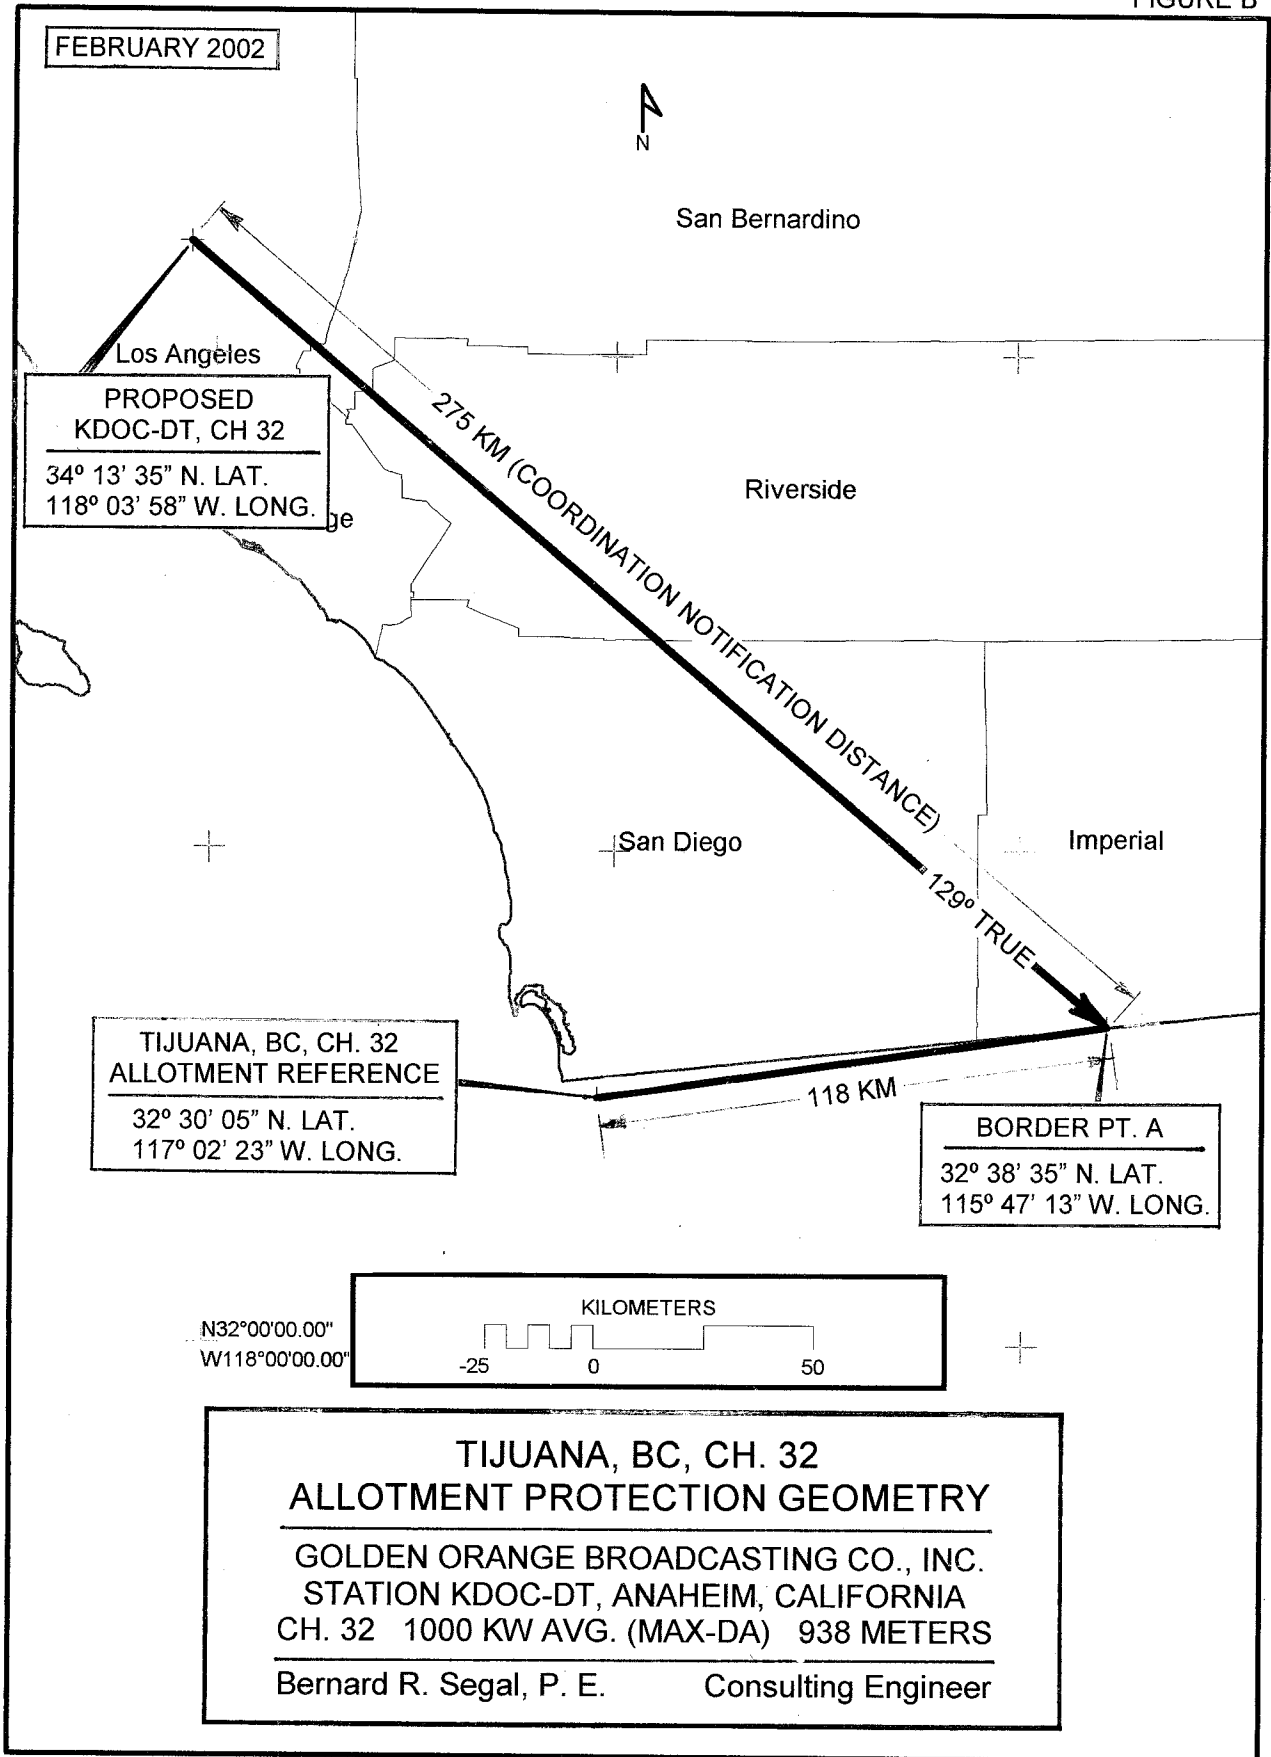 FIGURE B
FEBRUARY 2002
N
San Bernardino
Los Angeles
PROPOSED
KDOC-DT, CH 32
34º 13' 35" N. LAT.
118º 03' 58" W. LONG.
ge
275 KM (COORDINATION NOTIFICATION DISTANCE)
Riverside
San Diego
Imperial
129º TRUE
TIJUANA, BC, CH. 32
ALLOTMENT REFERENCE
32º 30' 05" N. LAT.
117º 02' 23" W. LONG.
118 KM
BORDER PT. A
32º 38' 35" N. LAT.
115º 47' 13" W. LONG.
KILOMETERS
N32°00'00.00"
W118°00'00.00"
-25 0 50
TIJUANA, BC, CH. 32
ALLOTMENT PROTECTION GEOMETRY
GOLDEN ORANGE BROADCASTING CO., INC.
STATION KDOC-DT, ANAHEIM, CALIFORNIA
CH. 32 1000 KW AVG. (MAX-DA) 938 METERS
Bernard R. Segal, P. E. Consulting Engineer